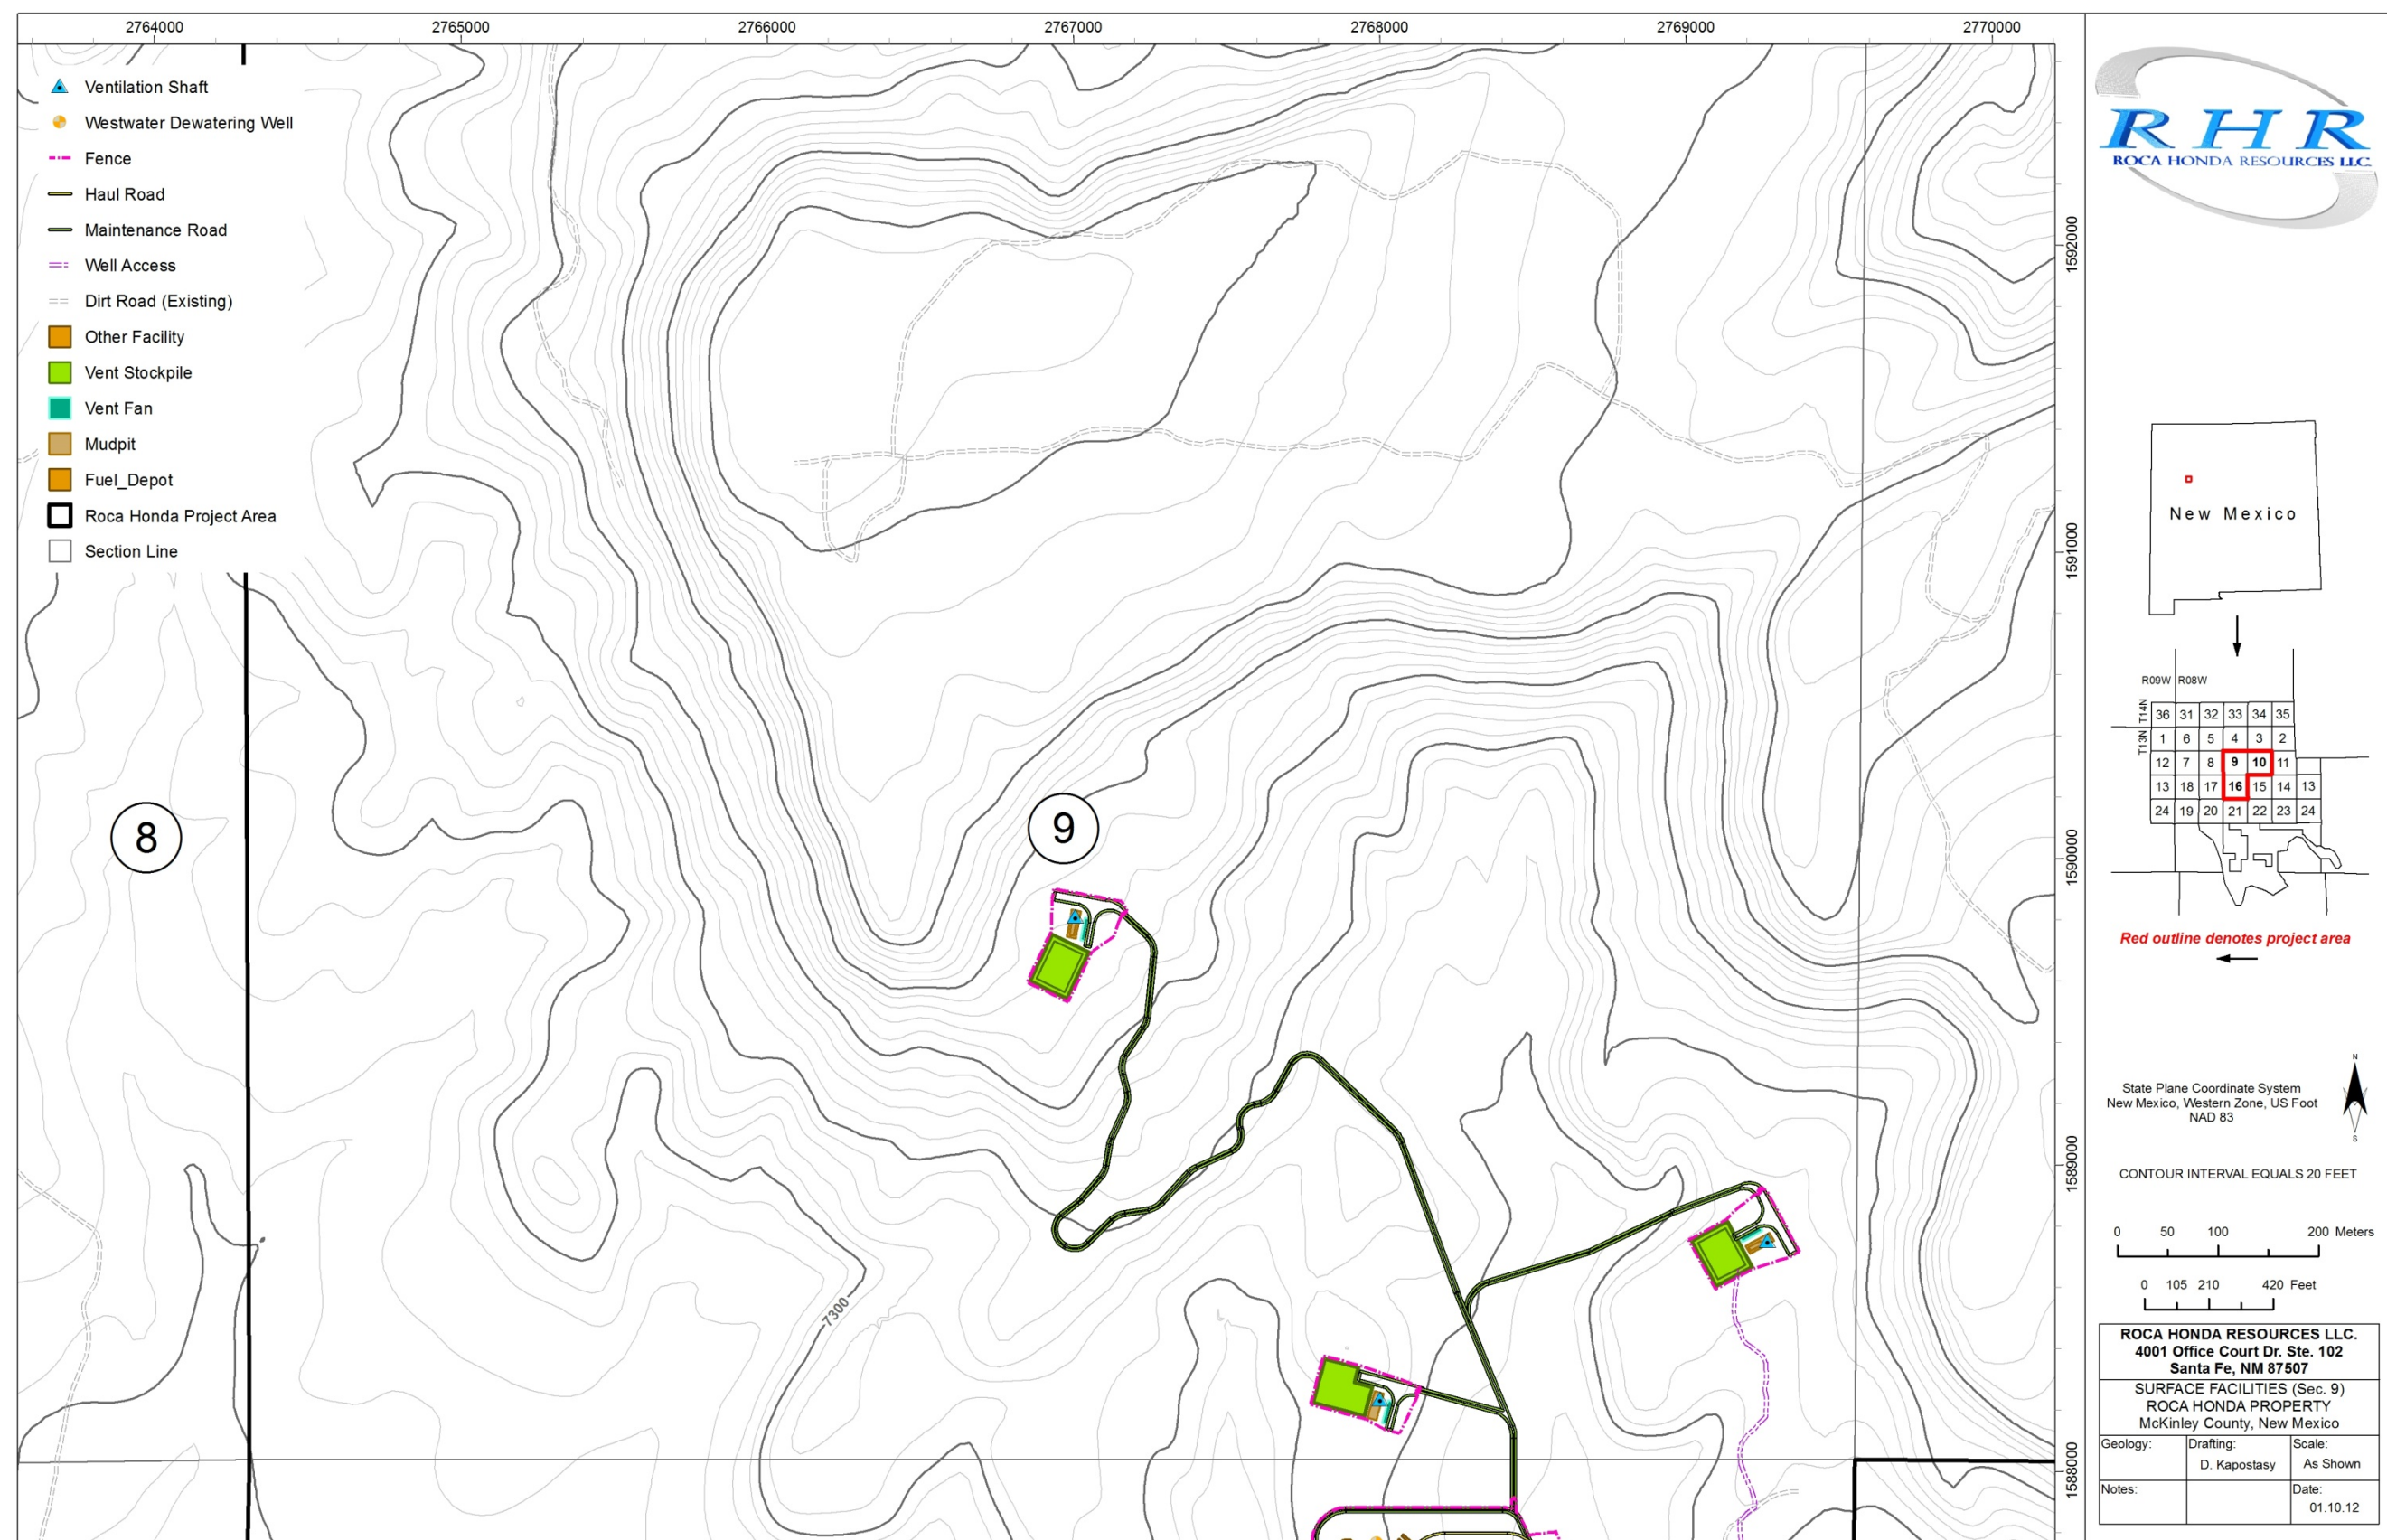 2764000 2765000 2766000 2767000 2768000 2769000 2770000
Ventilation Shaft
Westwater Dewatering Well
Fence
Haul Road
Maintenance Road
Well Access
Dirt Road (Existing)
Other Facility
Vent Stockpile
Vent Fan
Mudpit
Fuel_Depot
Roca Honda Project Area
Section Line
8
9
7300
1592000
1591000
1590000
1589000
1588000
RHR
ROCA HONDA RESOURCES LLC.
New Mexico
R09W R08W
T14N
T13N
36 31 32 33 34 35
1 6 5 4 3 2
12 7 8 9 10 11
13 18 17 16 15 14 13
24 19 20 21 22 23 24
Red outline denotes project area
N
S
State Plane Coordinate System
New Mexico, Western Zone, US Foot
NAD 83
CONTOUR INTERVAL EQUALS 20 FEET
0 50 100 200 Meters
0 105 210 420 Feet
ROCA HONDA RESOURCES LLC.
4001 Office Court Dr. Ste. 102
Santa Fe, NM 87507
SURFACE FACILITIES (Sec. 9)
ROCA HONDA PROPERTY
McKinley County, New Mexico
Geology: Drafting: Scale:
D. Kapostasy As Shown
Notes: Date:
01.10.12